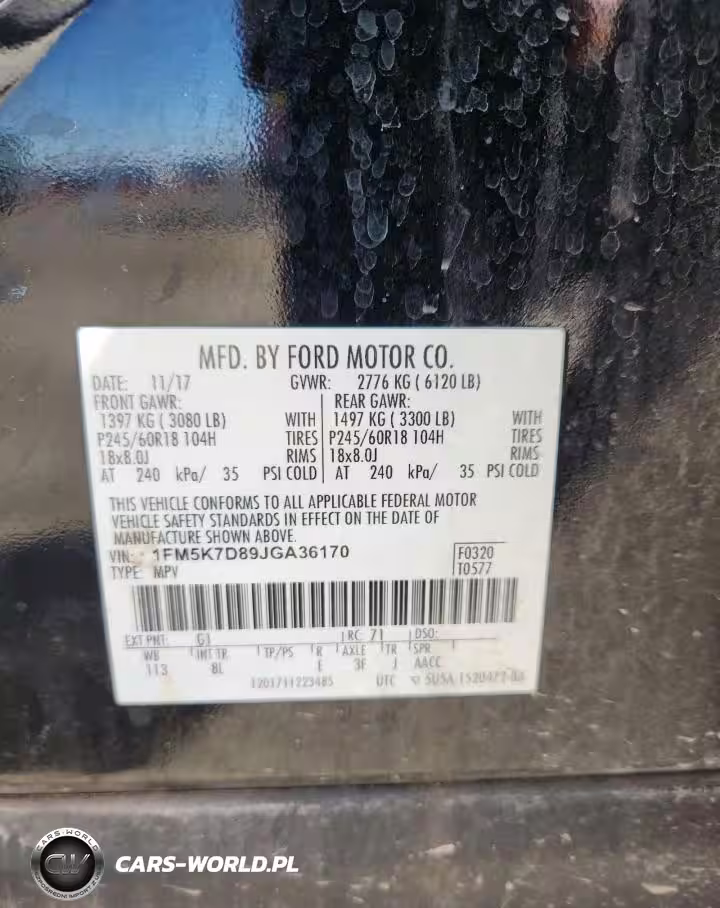 MFD. BY FORD MOTOR CO.
DATE: 11/17 GVWR: 2776 KG ( 6120 LB)
FRONT GAWR: REAR GAWR:
1397 KG ( 3080 LB) WITH 1497 KG ( 3300 LB) WITH
P245/60R18 104H TIRES P245/60R18 104H TIRES
18x8.0J RIMS 18x8.0J RIMS
AT 240 kPa/ 35 PSI COLD AT 240 kPa/ 35 PSI COLD
THIS VEHICLE CONFORMS TO ALL APPLICABLE FEDERAL MOTOR
VEHICLE SAFETY STANDARDS IN EFFECT ON THE DATE OF
MANUFACTURE SHOWN ABOVE.
VIN: 1FM5K7D89JGA36170 F0320
TYPE: MPV T0577
EXT PNT: G1 RC: 71 DSO:
WB INT TR TP/PS R AXLE TR SPR
113 8L E 3F J AACC
1201711223485 UTC
CARS-WORLD
CW
CARS-WORLD.PL